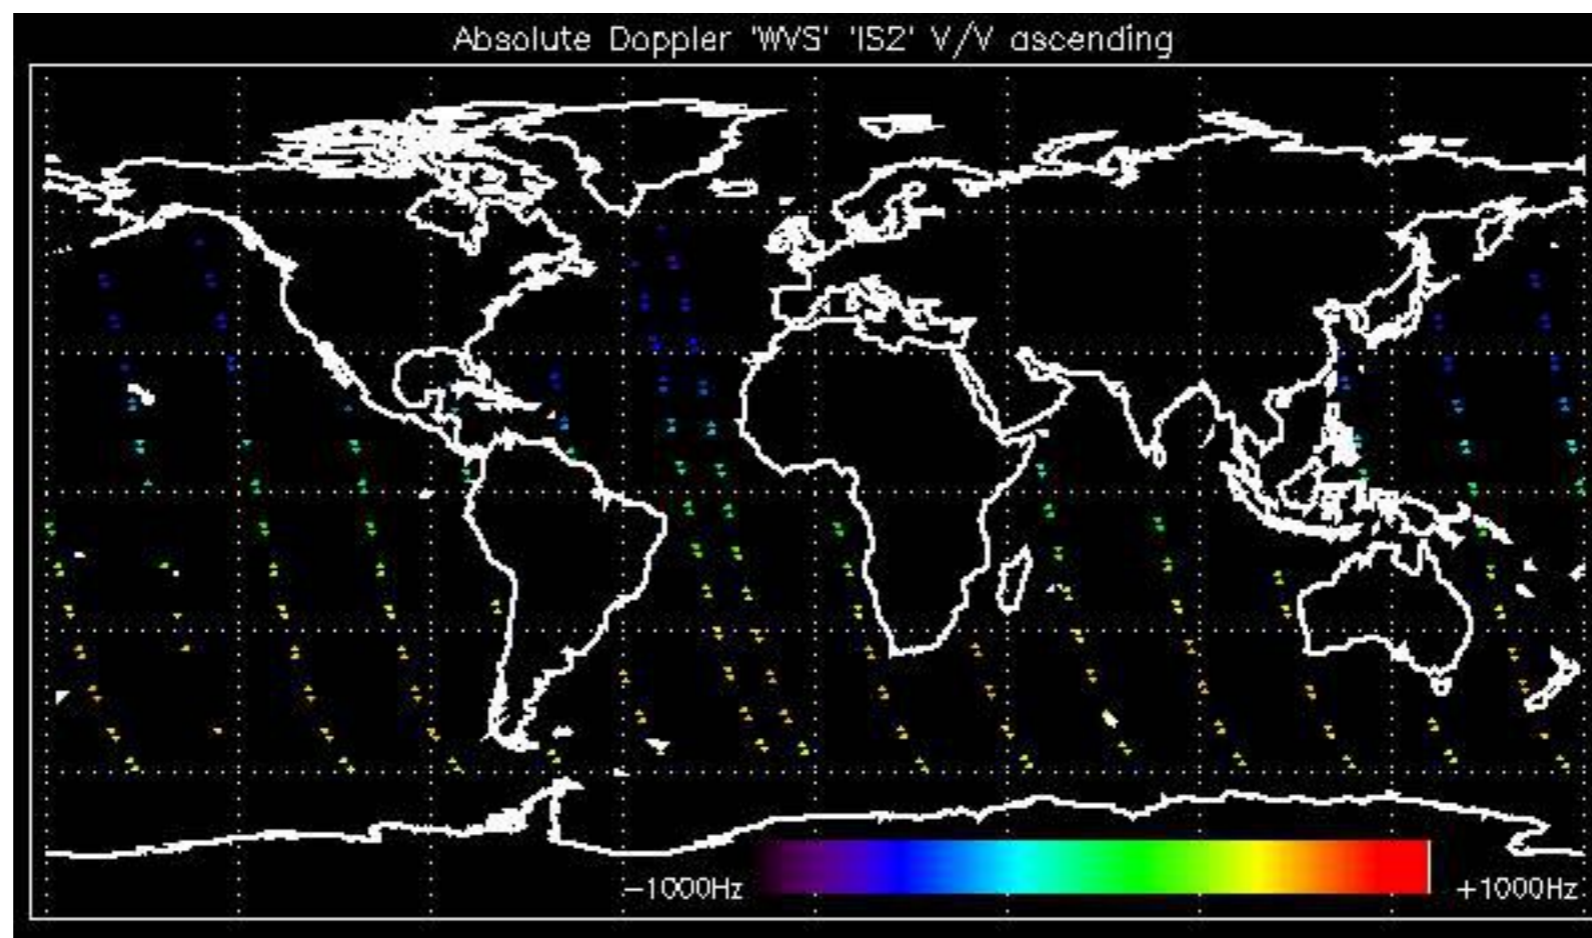 Absolute Doppler 'WVS' 'IS2' V/V ascending
−1000Hz +1000Hz